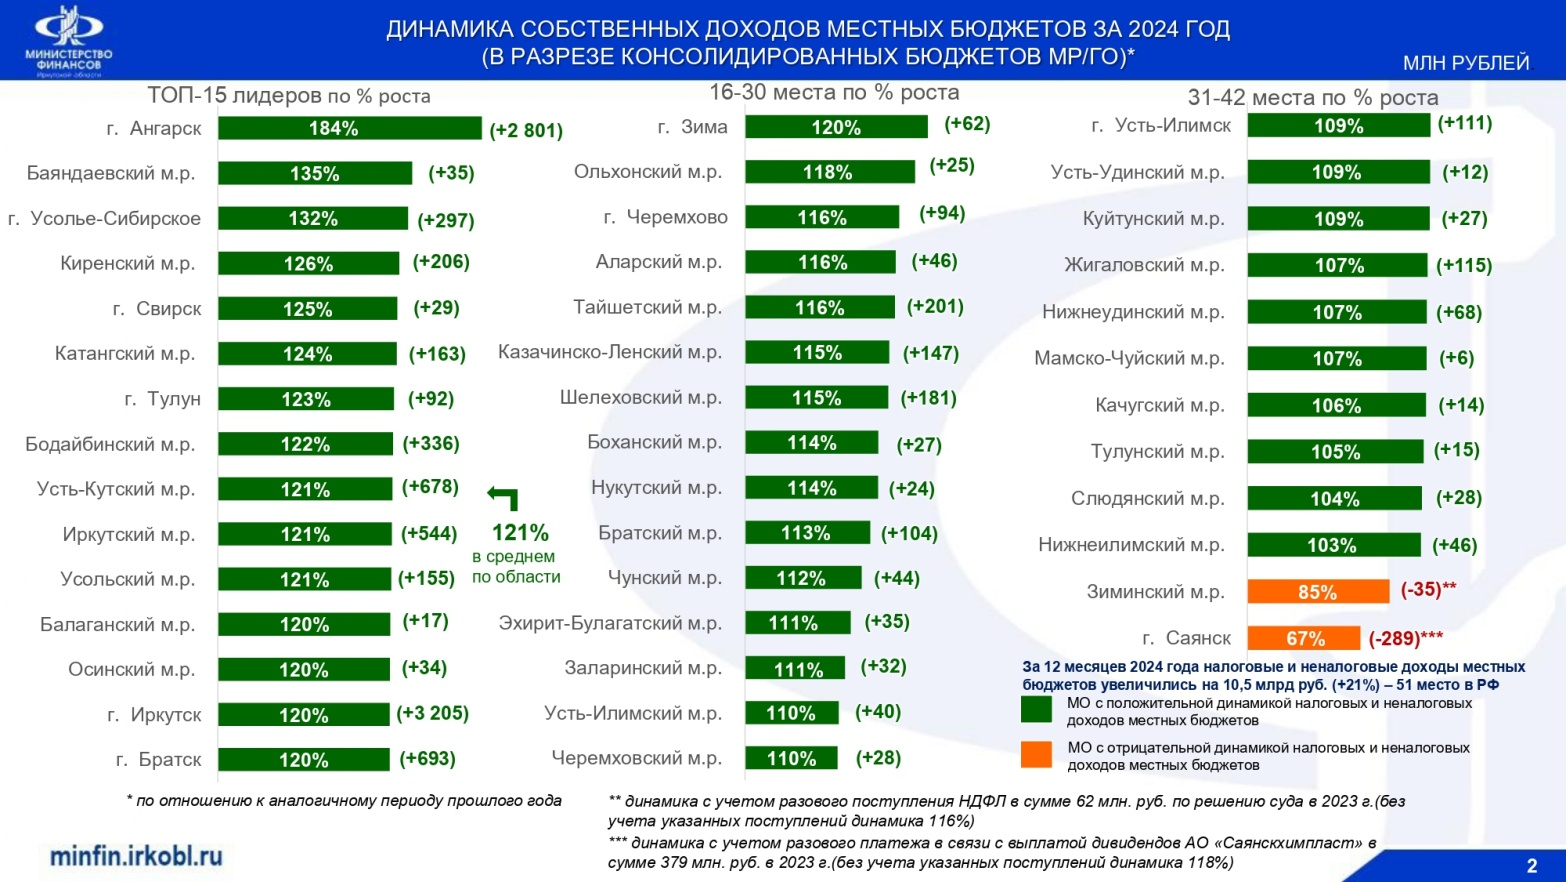 МИНИСТЕРСТВО
ФИНАНСОВ
Иркутской области
ДИНАМИКА СОБСТВЕННЫХ ДОХОДОВ МЕСТНЫХ БЮДЖЕТОВ ЗА 2024 ГОД
(В РАЗРЕЗЕ КОНСОЛИДИРОВАННЫХ БЮДЖЕТОВ МР/ГО)*
МЛН РУБЛЕЙ
ТОП-15 лидеров по % роста
г. Ангарск 184% (+2 801)
Баяндаевский м.р. 135% (+35)
г. Усолье-Сибирское 132% (+297)
Киренский м.р. 126% (+206)
г. Свирск 125% (+29)
Катангский м.р. 124% (+163)
г. Тулун 123% (+92)
Бодайбинский м.р. 122% (+336)
Усть-Кутский м.р. 121% (+678)
Иркутский м.р. 121% (+544)
Усольский м.р. 121% (+155)
Балаганский м.р. 120% (+17)
Осинский м.р. 120% (+34)
г. Иркутск 120% (+3 205)
г. Братск 120% (+693)
121%
в среднем
по области
16-30 места по % роста
г. Зима 120% (+62)
Ольхонский м.р. 118% (+25)
г. Черемхово 116% (+94)
Аларский м.р. 116% (+46)
Тайшетский м.р. 116% (+201)
Казачинско-Ленский м.р. 115% (+147)
Шелеховский м.р. 115% (+181)
Боханский м.р. 114% (+27)
Нукутский м.р. 114% (+24)
Братский м.р. 113% (+104)
Чунский м.р. 112% (+44)
Эхирит-Булагатский м.р. 111% (+35)
Заларинский м.р. 111% (+32)
Усть-Илимский м.р. 110% (+40)
Черемховский м.р. 110% (+28)
31-42 места по % роста
г. Усть-Илимск 109% (+111)
Усть-Удинский м.р. 109% (+12)
Куйтунский м.р. 109% (+27)
Жигаловский м.р. 107% (+115)
Нижнеудинский м.р. 107% (+68)
Мамско-Чуйский м.р. 107% (+6)
Качугский м.р. 106% (+14)
Тулунский м.р. 105% (+15)
Слюдянский м.р. 104% (+28)
Нижнеилимский м.р. 103% (+46)
Зиминский м.р. 85% (-35)**
г. Саянск 67% (-289)***
За 12 месяцев 2024 года налоговые и неналоговые доходы местных
бюджетов увеличились на 10,5 млрд руб. (+21%) – 51 место в РФ
МО с положительной динамикой налоговых и неналоговых
доходов местных бюджетов
МО с отрицательной динамикой налоговых и неналоговых
доходов местных бюджетов
* по отношению к аналогичному периоду прошлого года
** динамика с учетом разового поступления НДФЛ в сумме 62 млн. руб. по решению суда в 2023 г.(без
учета указанных поступлений динамика 116%)
*** динамика с учетом разового платежа в связи с выплатой дивидендов АО «Саянскхимпласт» в
сумме 379 млн. руб. в 2023 г.(без учета указанных поступлений динамика 118%)
minfin.irkobl.ru
2